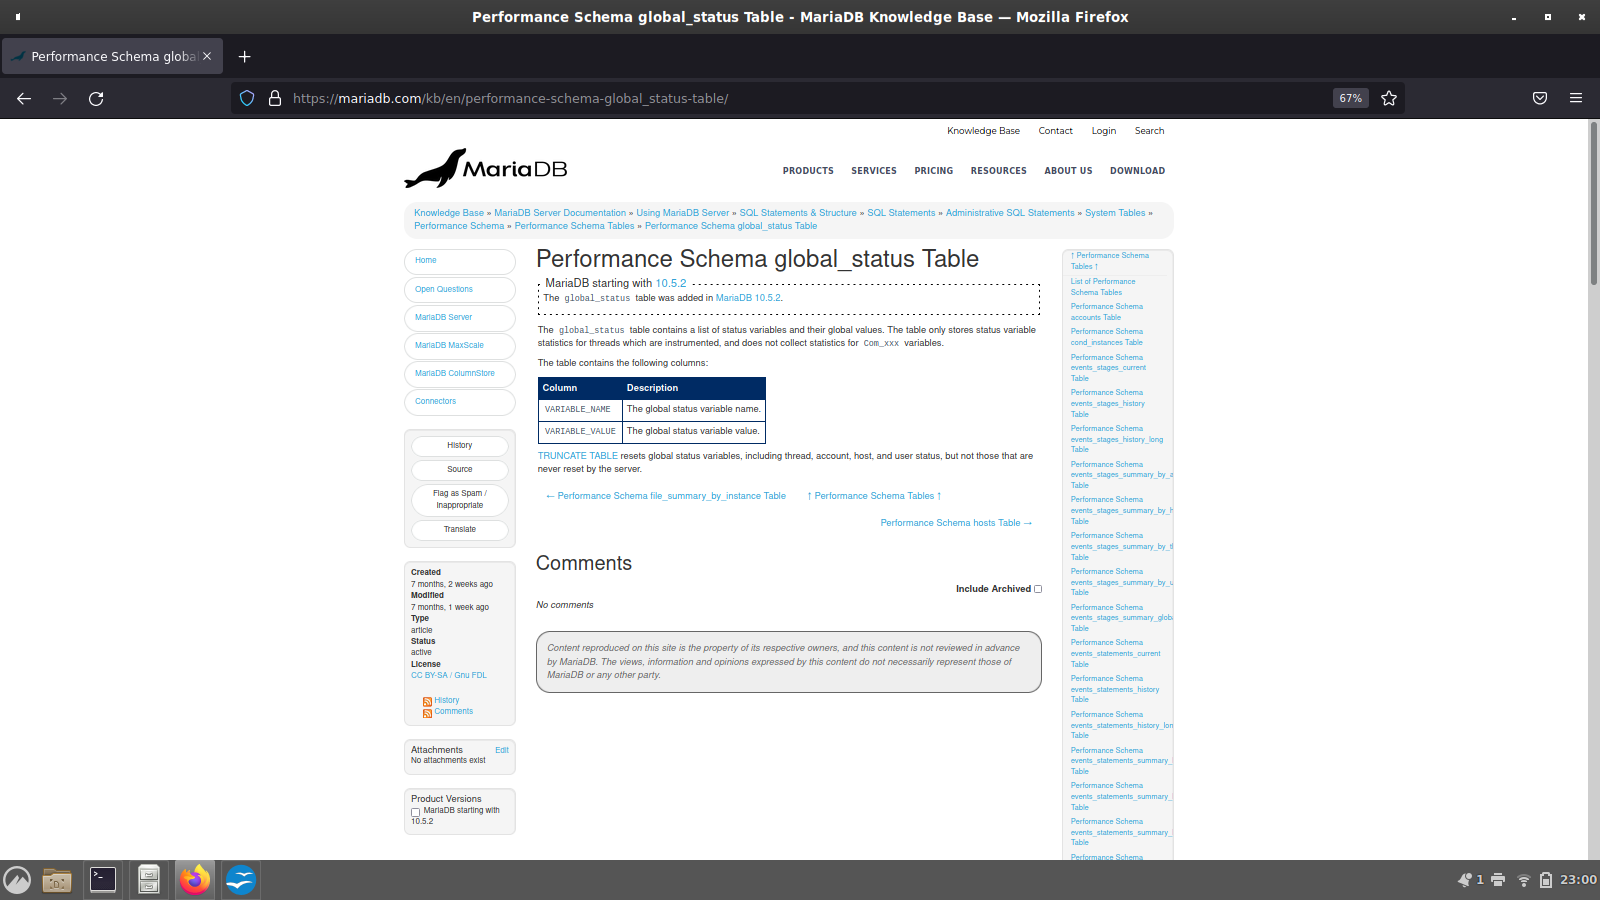 Performance Schema global_status Table - MariaDB Knowledge Base — Mozilla Firefox
Performance Schema global
https://mariadb.com/kb/en/performance-schema-global_status-table/
67%
Knowledge Base Contact Login Search
MariaDB
PRODUCTS SERVICES PRICING RESOURCES ABOUT US DOWNLOAD
Knowledge Base » MariaDB Server Documentation » Using MariaDB Server » SQL Statements & Structure » SQL Statements » Administrative SQL Statements » System Tables »
Performance Schema » Performance Schema Tables » Performance Schema global_status Table
Home
Open Questions
MariaDB Server
MariaDB MaxScale
MariaDB ColumnStore
Connectors
History
Source
Flag as Spam /
Inappropriate
Translate
Created
7 months, 2 weeks ago
Modified
7 months, 1 week ago
Type
article
Status
active
License
CC BY-SA / Gnu FDL
History
Comments
Attachments Edit
No attachments exist
Product Versions
MariaDB starting with
10.5.2
Performance Schema global_status Table
MariaDB starting with 10.5.2
The global_status table was added in MariaDB 10.5.2.
The global_status table contains a list of status variables and their global values. The table only stores status variable
statistics for threads which are instrumented, and does not collect statistics for Com_xxx variables.
The table contains the following columns:
Column Description
VARIABLE_NAME The global status variable name.
VARIABLE_VALUE The global status variable value.
TRUNCATE TABLE resets global status variables, including thread, account, host, and user status, but not those that are
never reset by the server.
← Performance Schema file_summary_by_instance Table ↑ Performance Schema Tables ↑
Performance Schema hosts Table →
Comments
Include Archived
No comments
Content reproduced on this site is the property of its respective owners, and this content is not reviewed in advance
by MariaDB. The views, information and opinions expressed by this content do not necessarily represent those of
MariaDB or any other party.
↑ Performance Schema
Tables ↑
List of Performance
Schema Tables
Performance Schema
accounts Table
Performance Schema
cond_instances Table
Performance Schema
events_stages_current
Table
Performance Schema
events_stages_history
Table
Performance Schema
events_stages_history_long
Table
Performance Schema
events_stages_summary_by_a
Table
Performance Schema
events_stages_summary_by_h
Table
Performance Schema
events_stages_summary_by_t
Table
Performance Schema
events_stages_summary_by_u
Table
Performance Schema
events_stages_summary_glob
Table
Performance Schema
events_statements_current
Table
Performance Schema
events_statements_history
Table
Performance Schema
events_statements_history_lon
Table
Performance Schema
events_statements_summary_
Table
Performance Schema
events_statements_summary_
Table
Performance Schema
events_statements_summary_
Table
Performance Schema
1
23:00